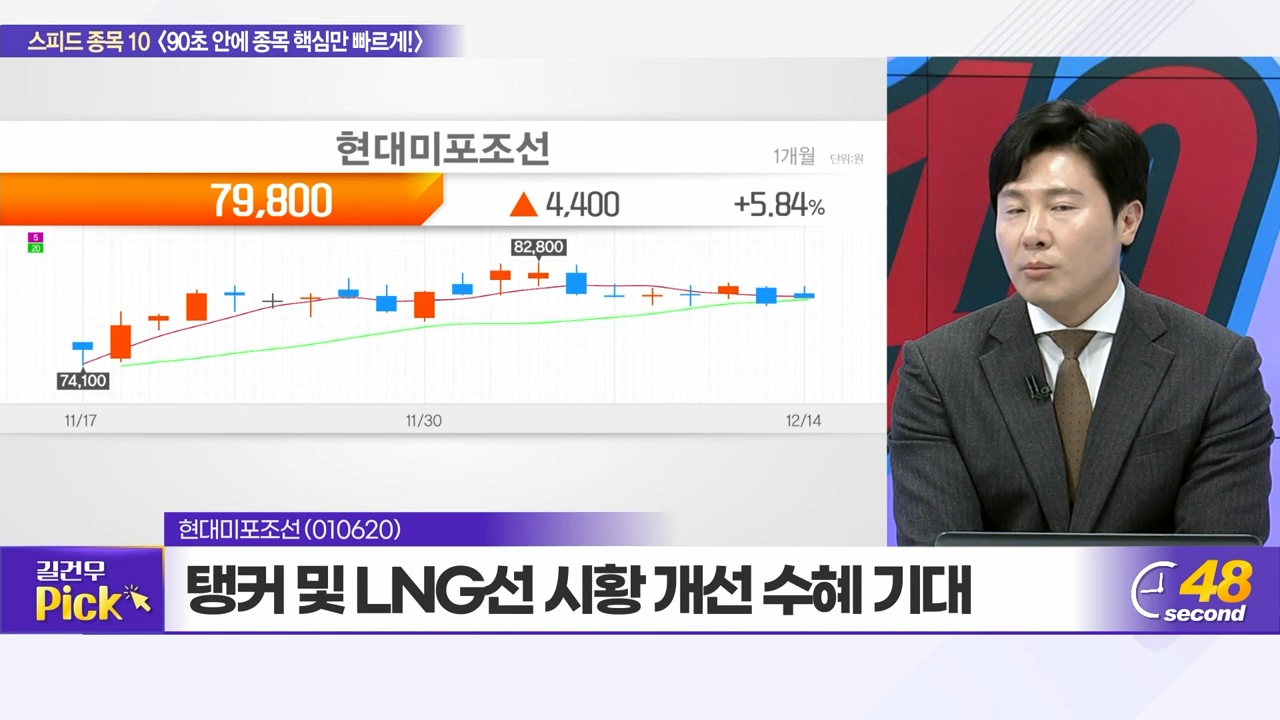 스피드 종목 10 〈90초 안에 종목 핵심만 빠르게!〉
현대미포조선
1개월 단위:원
79,800 ▲ 4,400 +5.84%
5
20
82,800
74,100
11/17 11/30 12/14
현대미포조선(010620)
길건무
Pick
탱커 및 LNG선 시황 개선 수혜 기대
48
second
10